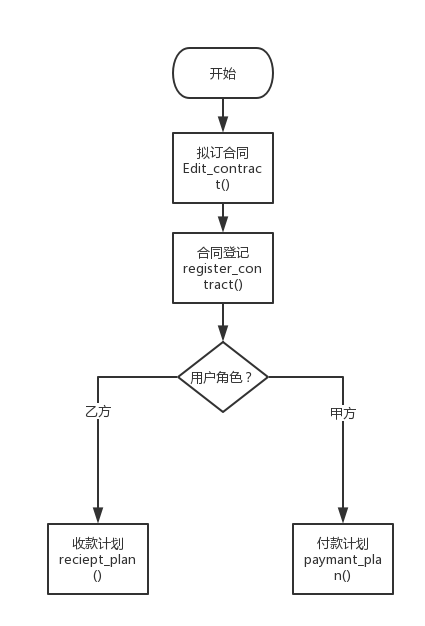 开始
拟订合同
Edit_contrac
t()
合同登记
register_con
tract()
用户角色？
乙方
甲方
收款计划
reciept_plan
()
付款计划
paymant_pla
n()